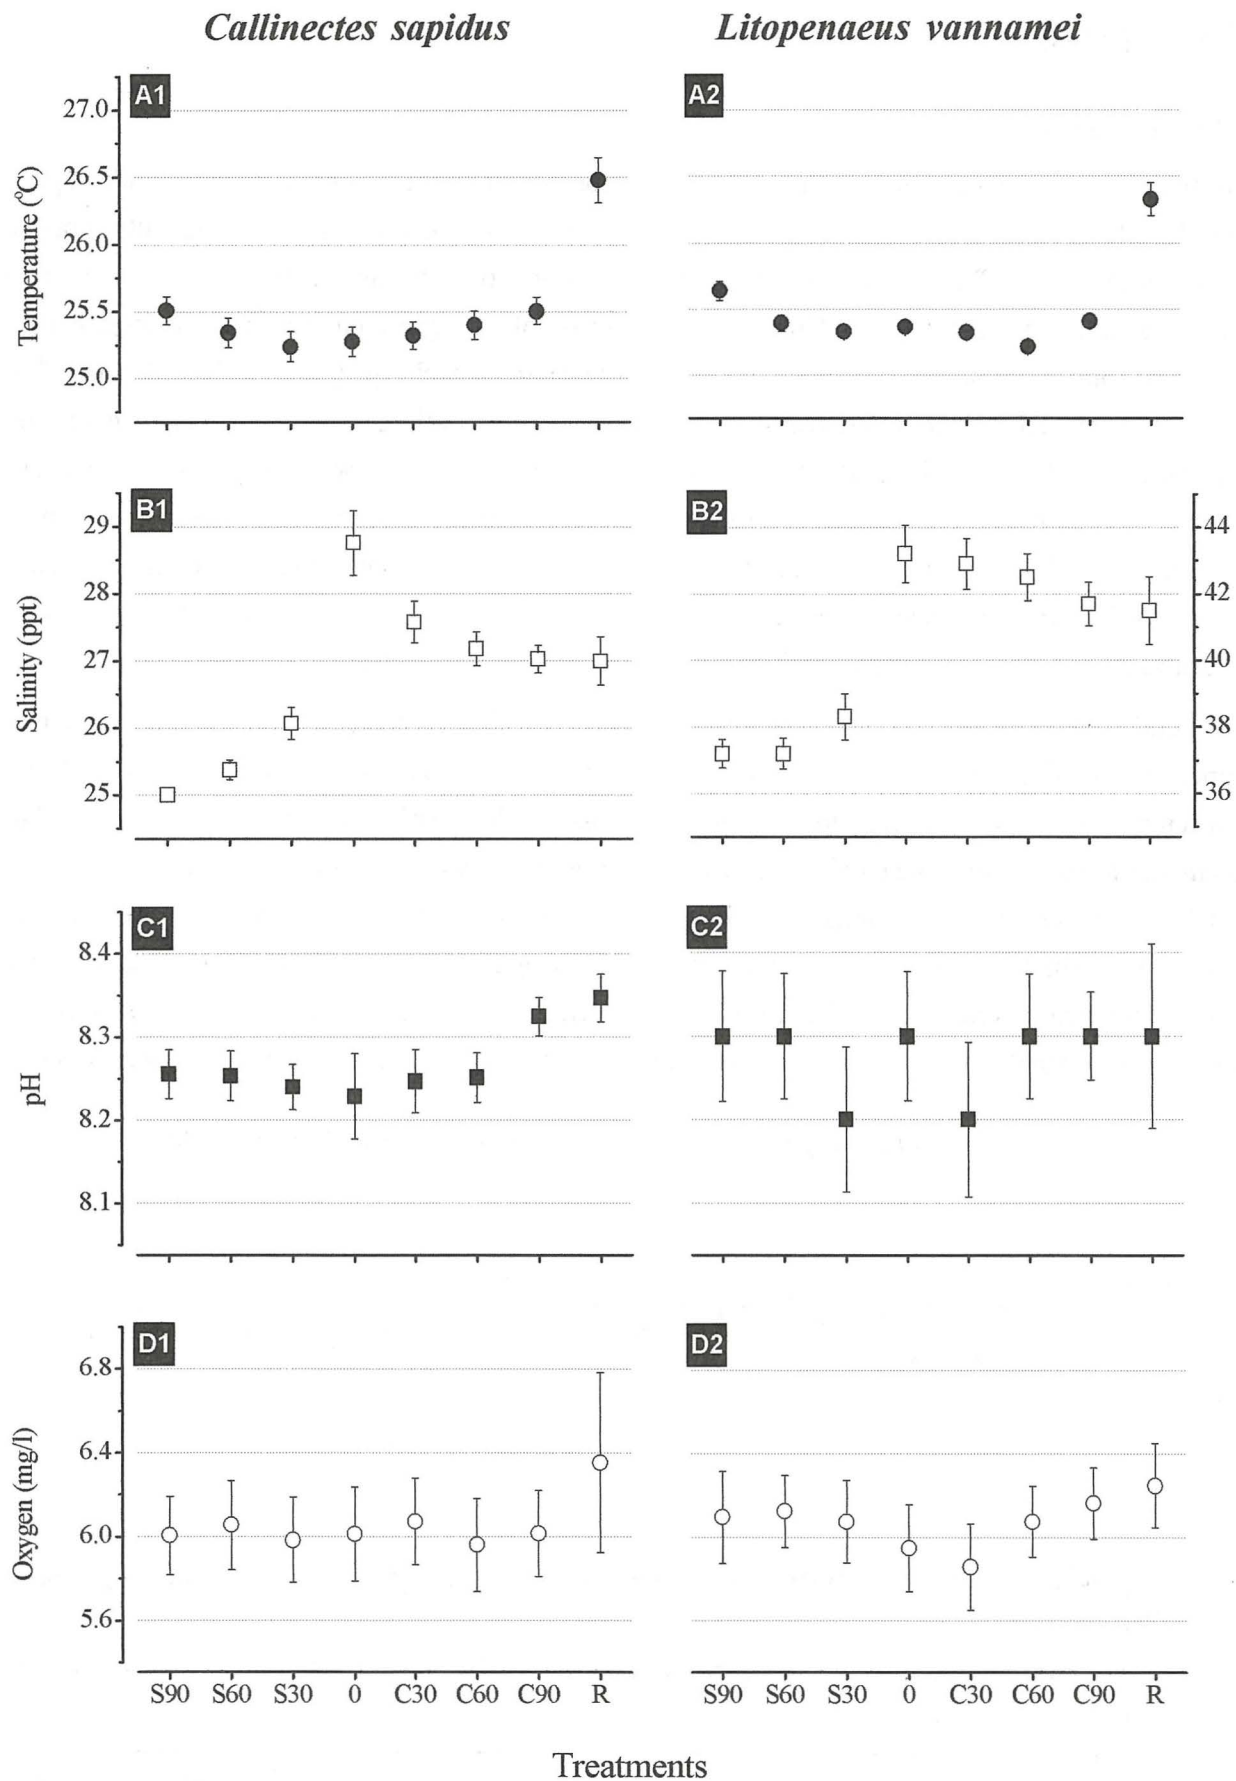 Callinectes sapidus
Litopenaeus vannamei
A1
A2
27.0
26.5
26.0
25.5
25.0
Temperature (°C)
B1
B2
29
28
27
26
25
Salinity (ppt)
44
42
40
38
36
C1
C2
8.4
8.3
8.2
8.1
pH
D1
D2
6.8
6.4
6.0
5.6
Oxygen (mg/l)
S90 S60 S30 0 C30 C60 C90 R
S90 S60 S30 0 C30 C60 C90 R
Treatments